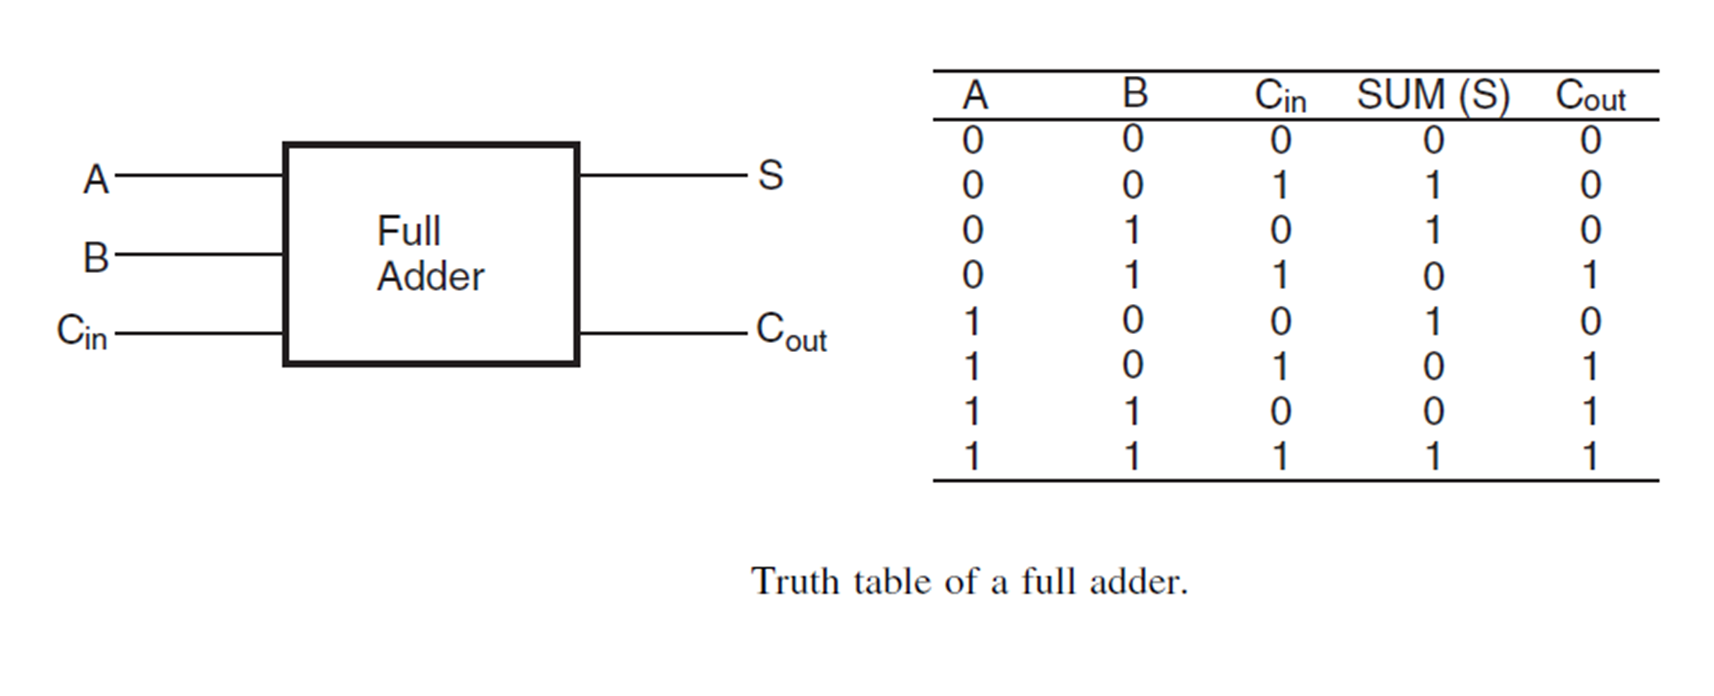 A
B
Cin
Full
Adder
S
Cout
A B Cin SUM (S) Cout
0 0 0 0 0
0 0 1 1 0
0 1 0 1 0
0 1 1 0 1
1 0 0 1 0
1 0 1 0 1
1 1 0 0 1
1 1 1 1 1
Truth table of a full adder.